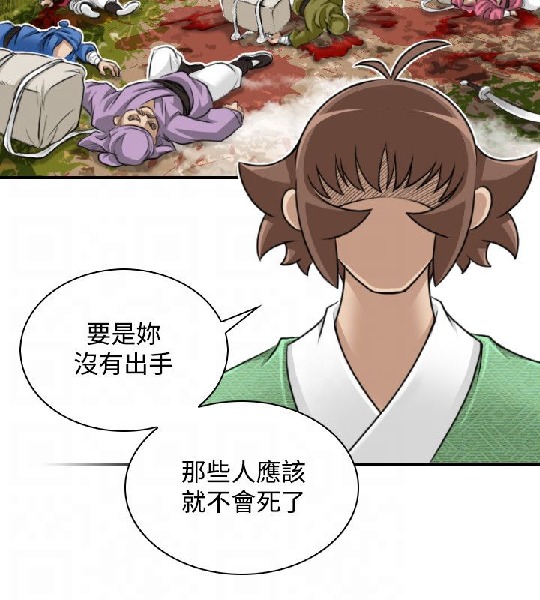 要是妳
沒有出手
那些人應該
就不會死了